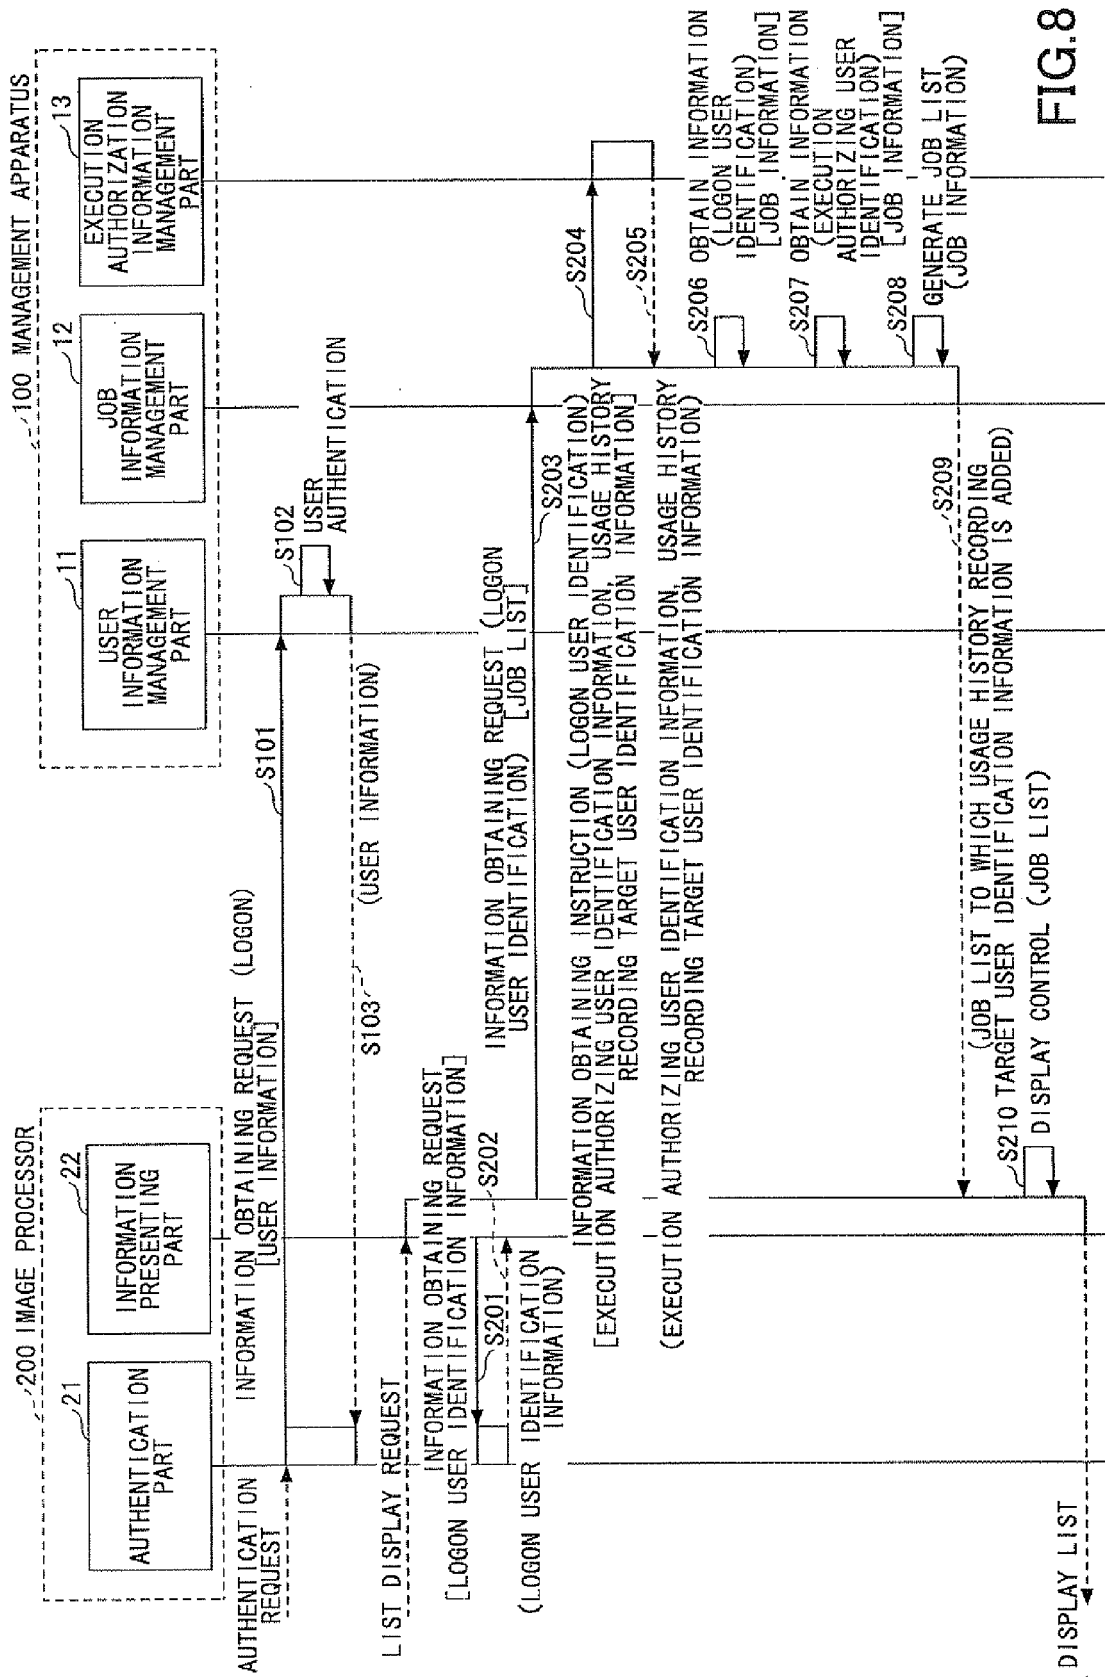 200 IMAGE PROCESSOR
21
AUTHENTICATION
PART
22
INFORMATION
PRESENTING
PART
100 MANAGEMENT APPARATUS
11
USER
INFORMATION
MANAGEMENT
PART
12
JOB
INFORMATION
MANAGEMENT
PART
13
EXECUTION
AUTHORIZATION
INFORMATION
MANAGEMENT
PART
AUTHENTICATION
REQUEST
INFORMATION OBTAINING REQUEST (LOGON)
[USER INFORMATION]
S101
S102
USER
AUTHENTICATION
S103
(USER INFORMATION)
LIST DISPLAY REQUEST
INFORMATION OBTAINING REQUEST
[LOGON USER IDENTIFICATION INFORMATION]
S201
S202
(LOGON USER IDENTIFICATION
INFORMATION)
INFORMATION OBTAINING REQUEST (LOGON
USER IDENTIFICATION) [JOB LIST]
S203
INFORMATION OBTAINING INSTRUCTION (LOGON USER IDENTIFICATION)
[EXECUTION AUTHORIZING USER IDENTIFICATION INFORMATION, USAGE HISTORY
RECORDING TARGET USER IDENTIFICATION INFORMATION]
S204
(EXECUTION AUTHORIZING USER IDENTIFICATION INFORMATION, USAGE HISTORY
RECORDING TARGET USER IDENTIFICATION INFORMATION)
S205
S206 OBTAIN INFORMATION
(LOGON USER
IDENTIFICATION)
[JOB INFORMATION]
S207 OBTAIN INFORMATION
(EXECUTION
AUTHORIZING USER
IDENTIFICATION)
[JOB INFORMATION]
S208
GENERATE JOB LIST
(JOB INFORMATION)
S209
(JOB LIST TO WHICH USAGE HISTORY RECORDING
TARGET USER IDENTIFICATION INFORMATION IS ADDED)
S210
DISPLAY CONTROL (JOB LIST)
DISPLAY LIST
FIG.8